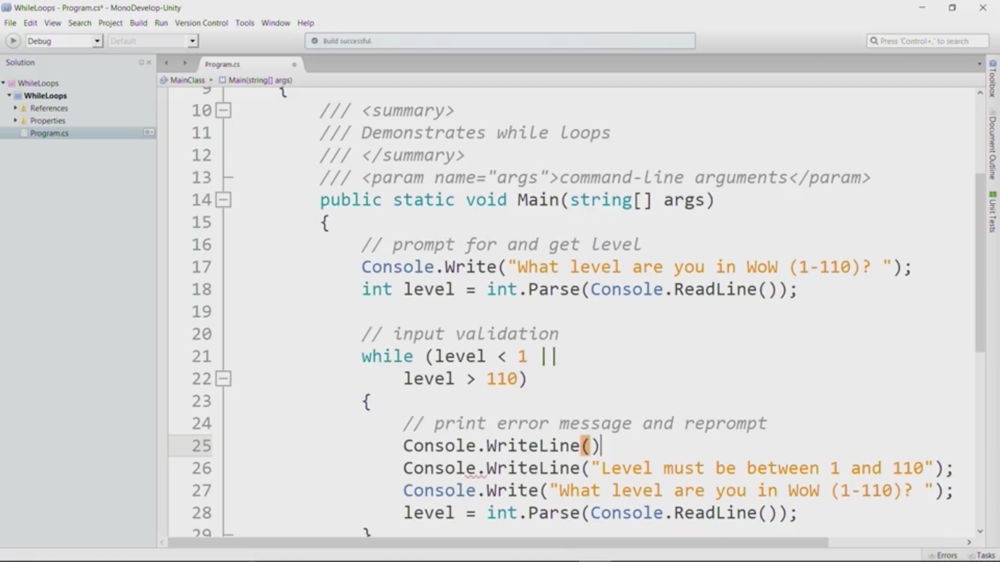 WhileLoops - Program.cs* - MonoDevelop-Unity
File Edit View Search Project Build Run Version Control Tools Window Help
Debug Default Build successful. Press 'Control+,' to search
Solution
WhileLoops
WhileLoops
References
Properties
Program.cs
Program.cs
MainClass Main(string[] args)
9 {
10 /// <summary>
11 /// Demonstrates while loops
12 /// </summary>
13 /// <param name="args">command-line arguments</param>
14 public static void Main(string[] args)
15 {
16 // prompt for and get level
17 Console.Write("What level are you in WoW (1-110)? ");
18 int level = int.Parse(Console.ReadLine());
19
20 // input validation
21 while (level < 1 ||
22 level > 110)
23 {
24 // print error message and reprompt
25 Console.WriteLine()
26 Console.WriteLine("Level must be between 1 and 110");
27 Console.Write("What level are you in WoW (1-110)? ");
28 level = int.Parse(Console.ReadLine());
29 }
Toolbox
Document Outline
Unit Tests
Errors Tasks